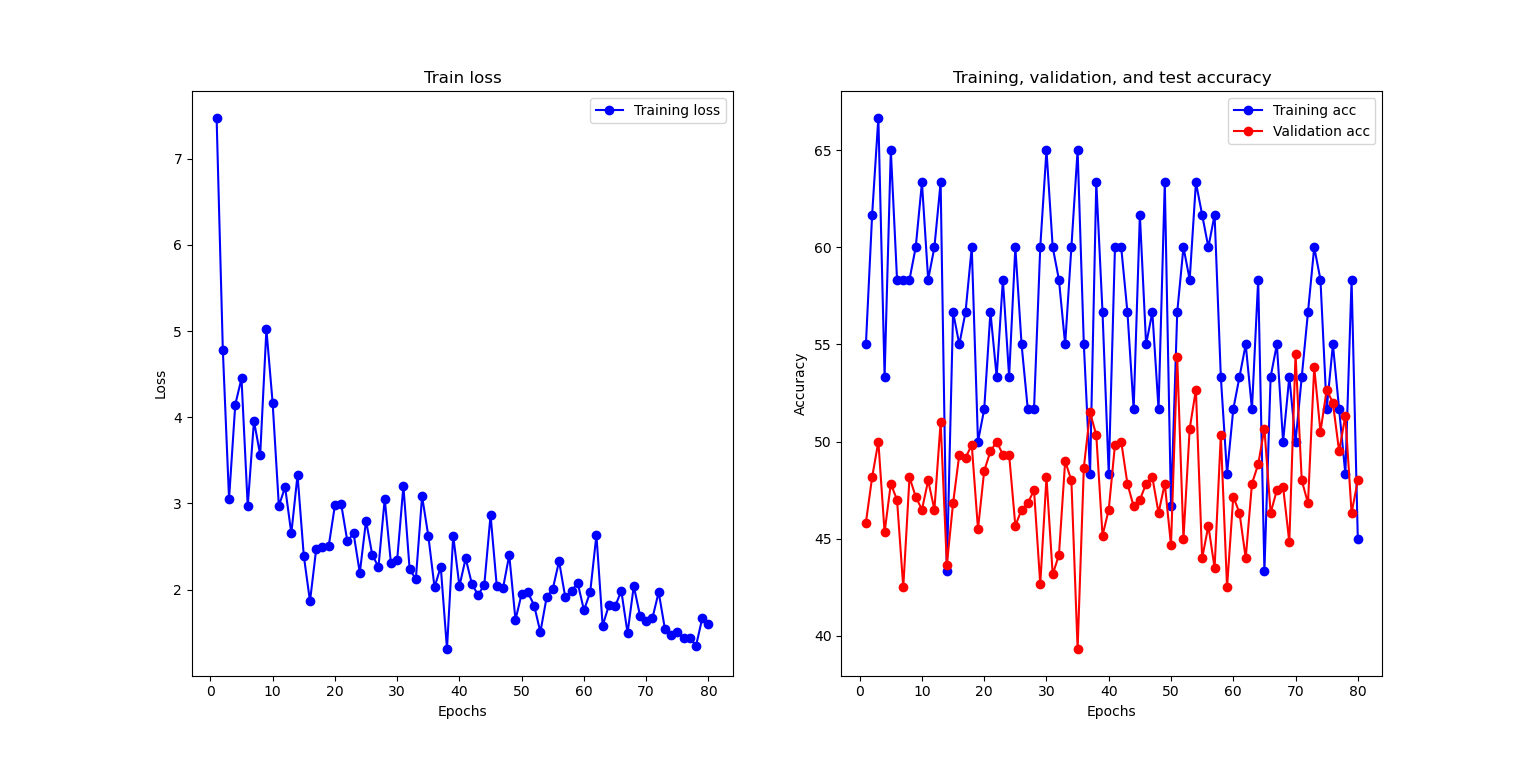 Train loss
Training loss
7
6
5
4
3
2
Loss
0 10 20 30 40 50 60 70 80
Epochs
Training, validation, and test accuracy
Training acc
Validation acc
65
60
55
50
45
40
Accuracy
0 10 20 30 40 50 60 70 80
Epochs